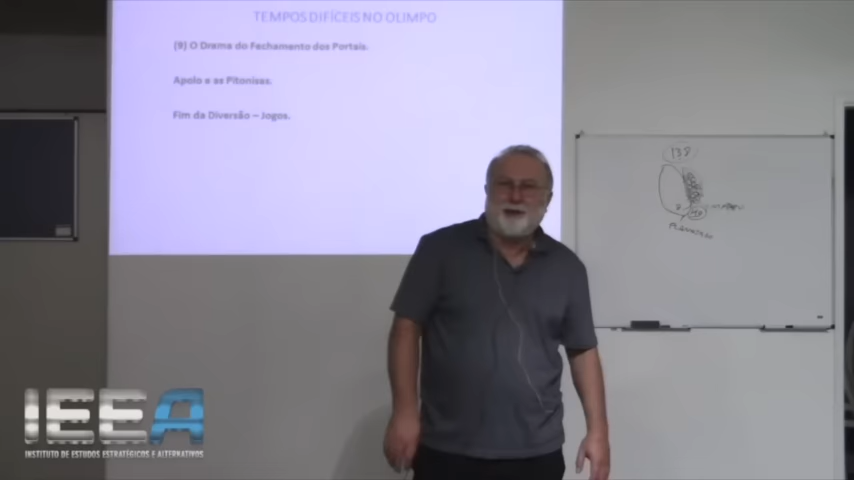 TEMPOS DIFÍCEIS NO OLIMPO
(9) O Drama do Fechamento dos Portais.
Apolo e as Pitonisas.
Fim da Diversão – Jogos.
138
IEEA
INSTITUTO DE ESTUDOS ESTRATÉGICOS E ALTERNATIVOS